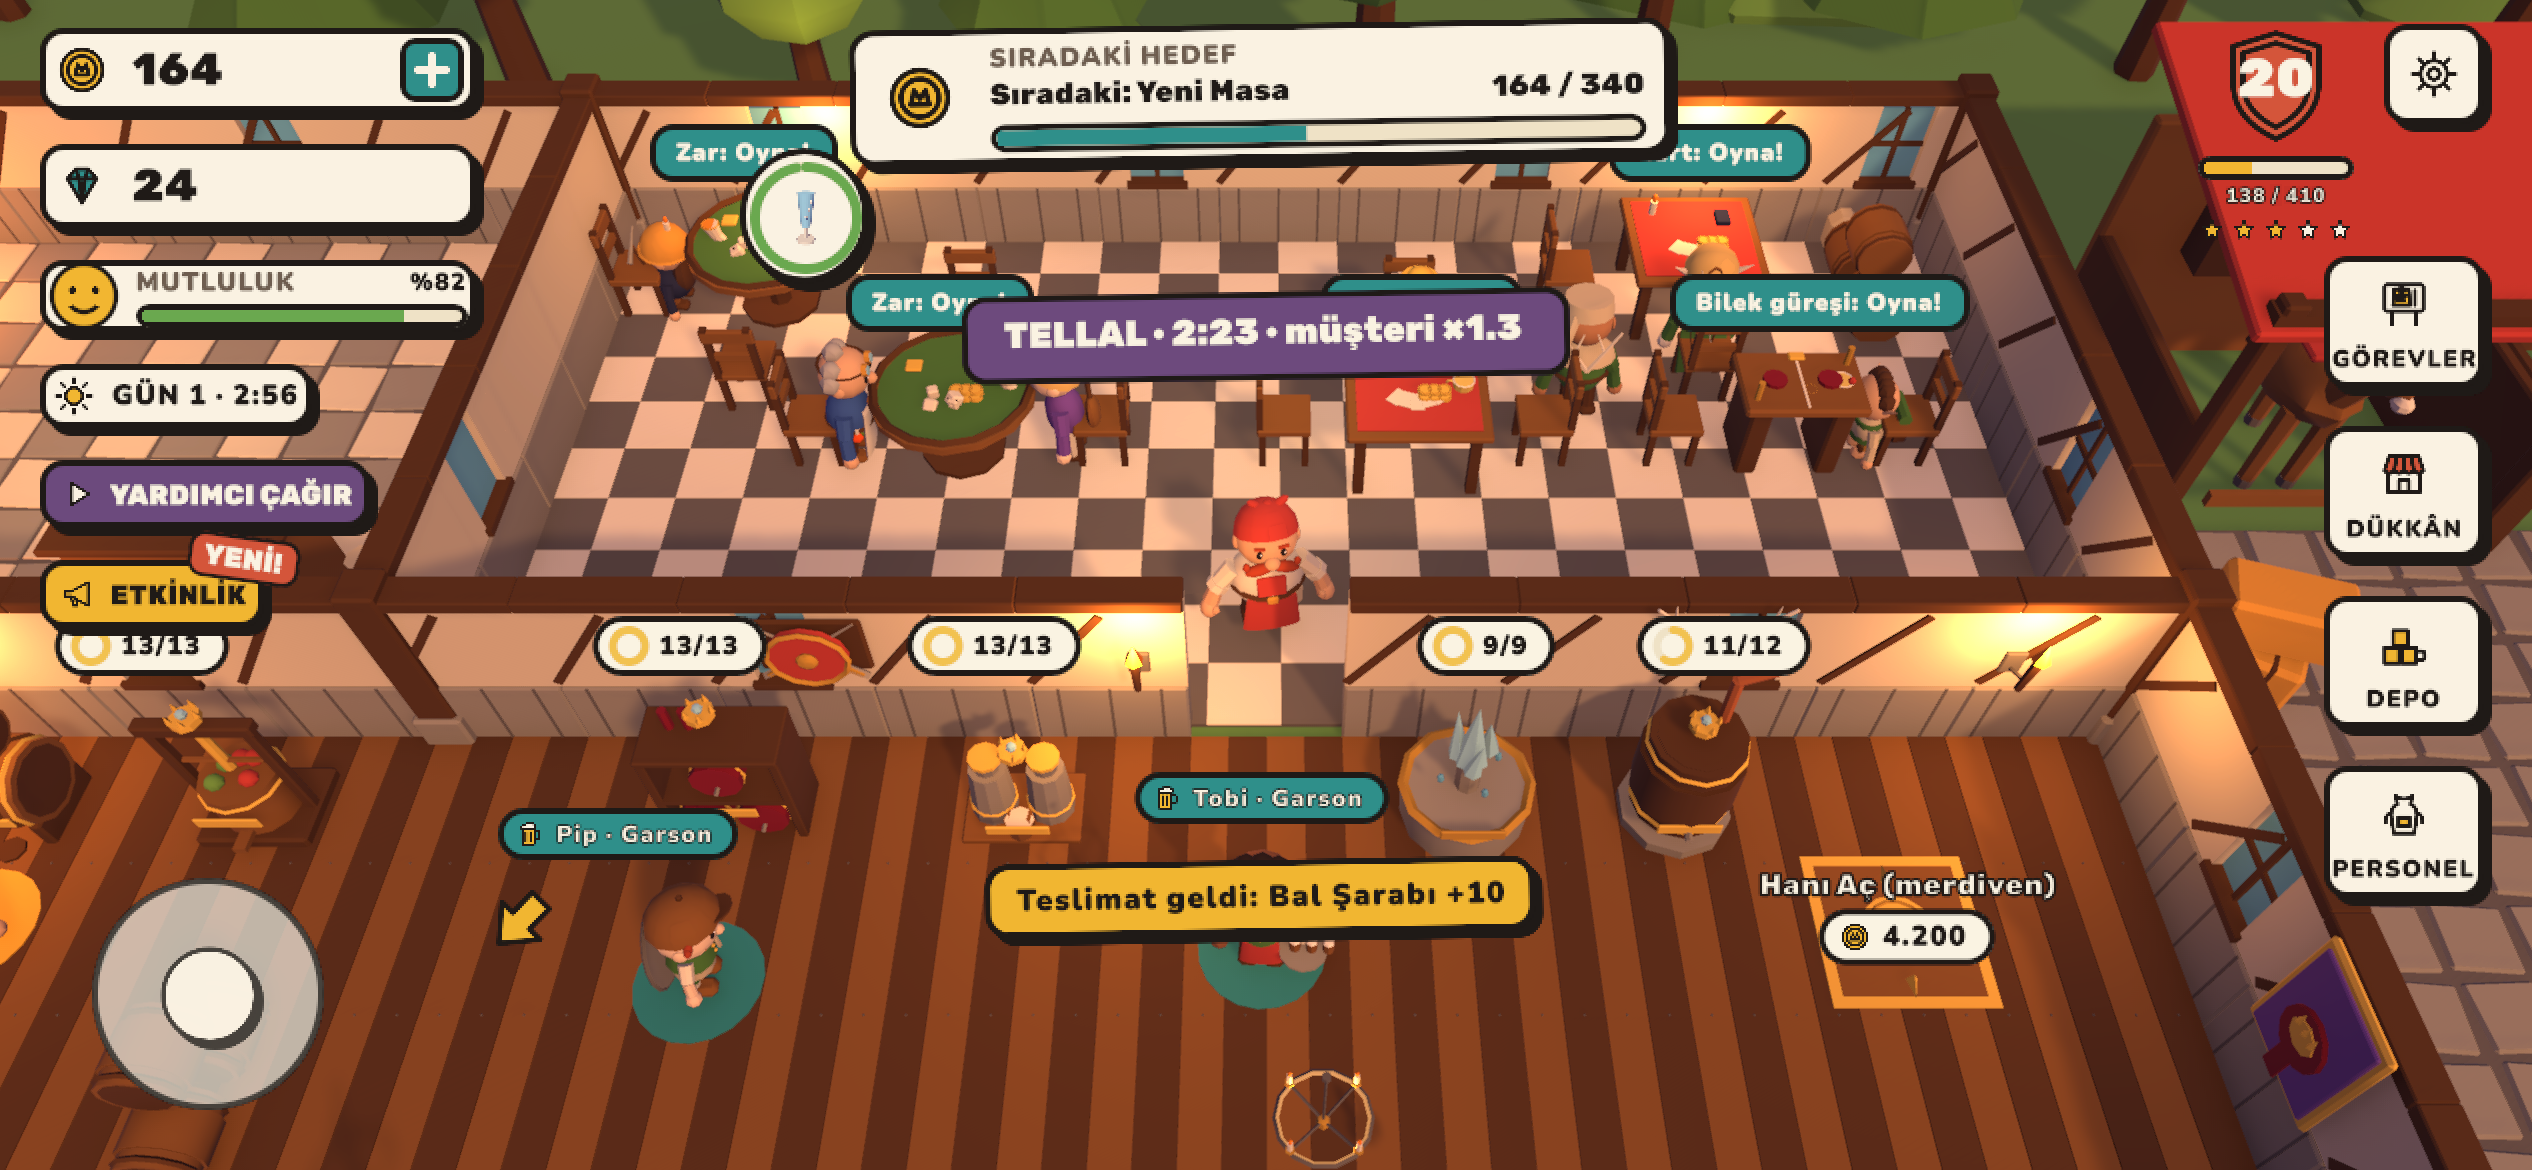 164
SIRADAKİ HEDEF
Sıradaki: Yeni Masa
164 / 340
20
24
138 / 410
MUTLULUK
%82
Zar:
Oyna!
Zar:
Bilek güreşi: Oyna!
TELLAL · 2:23 · müşteri ×1.3
GÜN 1 · 2:56
GÖREVLER
YARDIMCI ÇAĞIR
DÜKKÂN
YENİ!
ETKİNLİK
13/13
13/13
13/13
9/9
11/12
DEPO
Tobi · Garson
Pip · Garson
PERSONEL
Teslimat geldi: Bal Şarabı +10
Hanı Aç (merdiven)
4.200